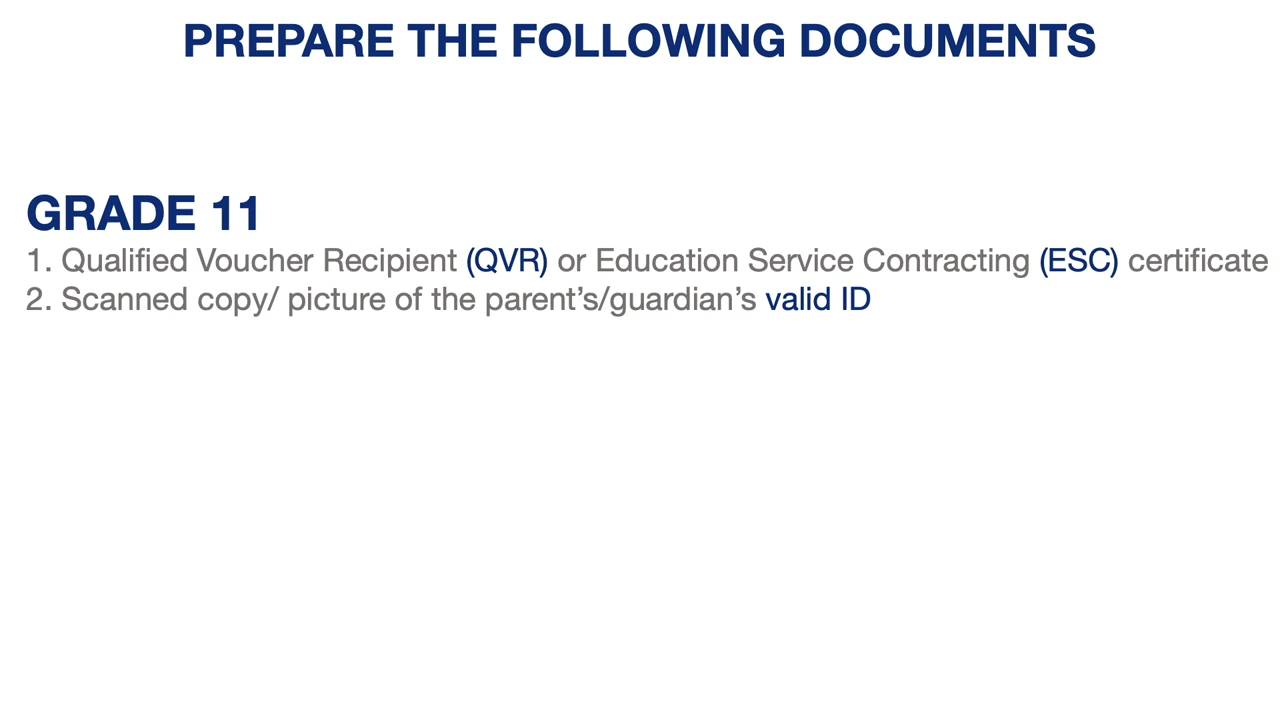 PREPARE THE FOLLOWING DOCUMENTS
GRADE 11
1. Qualified Voucher Recipient (QVR) or Education Service Contracting (ESC) certificate
2. Scanned copy/ picture of the parent’s/guardian’s valid ID